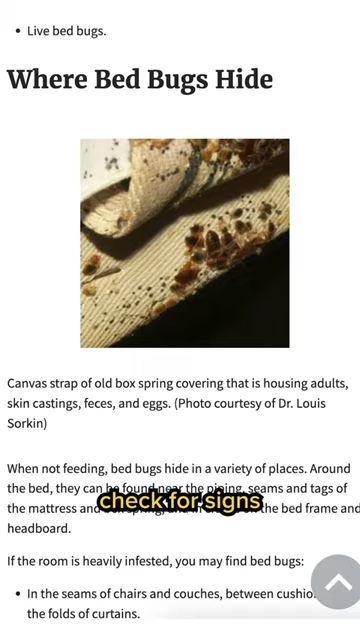 • Live bed bugs.
Where Bed Bugs Hide
Canvas strap of old box spring covering that is housing adults,
skin castings, feces, and eggs. (Photo courtesy of Dr. Louis
Sorkin)
When not feeding, bed bugs hide in a variety of places. Around
the bed, they can be found near the piping, seams and tags of
the mattress and box spring, and in the bed frame and
check for signs
headboard.
If the room is heavily infested, you may find bed bugs:
• In the seams of chairs and couches, between
the folds of curtains.